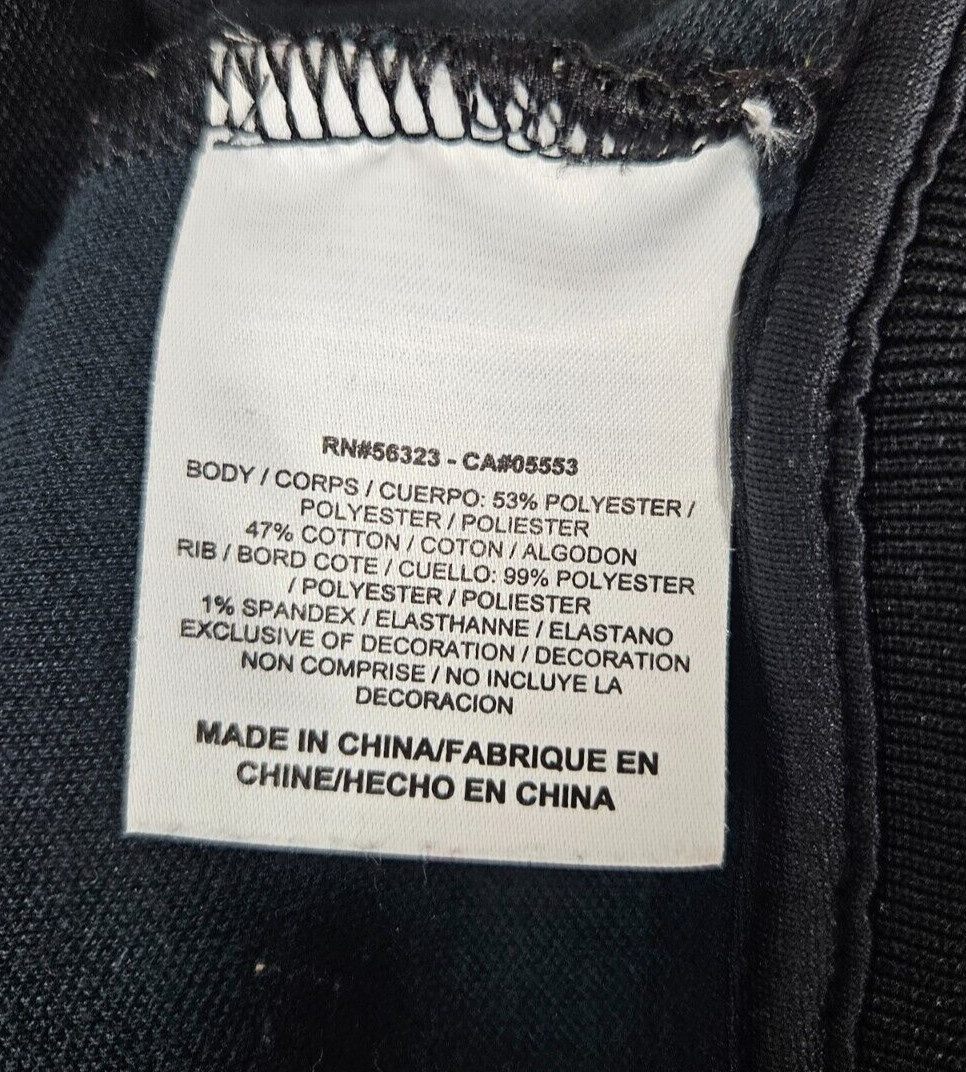 RN#56323 - CA#05553
BODY / CORPS / CUERPO: 53% POLYESTER /
POLYESTER / POLIESTER
47% COTTON / COTON / ALGODON
RIB / BORD COTE / CUELLO: 99% POLYESTER
/ POLYESTER / POLIESTER
1% SPANDEX / ELASTHANNE / ELASTANO
EXCLUSIVE OF DECORATION / DECORATION
NON COMPRISE / NO INCLUYE LA
DECORACION
MADE IN CHINA/FABRIQUE EN
CHINE/HECHO EN CHINA